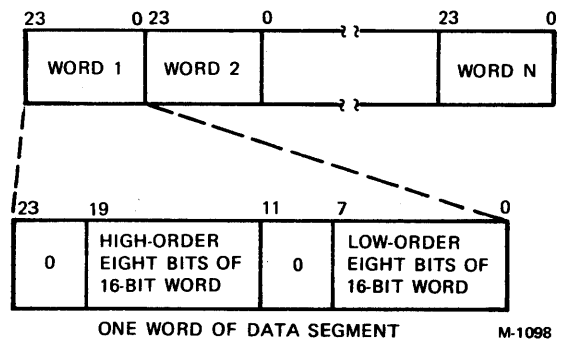 23 0 23 0 23 0
WORD 1 WORD 2 WORD N
23 19 11 7 0
0 HIGH-ORDER EIGHT BITS OF 16-BIT WORD 0 LOW-ORDER EIGHT BITS OF 16-BIT WORD
ONE WORD OF DATA SEGMENT M-1098